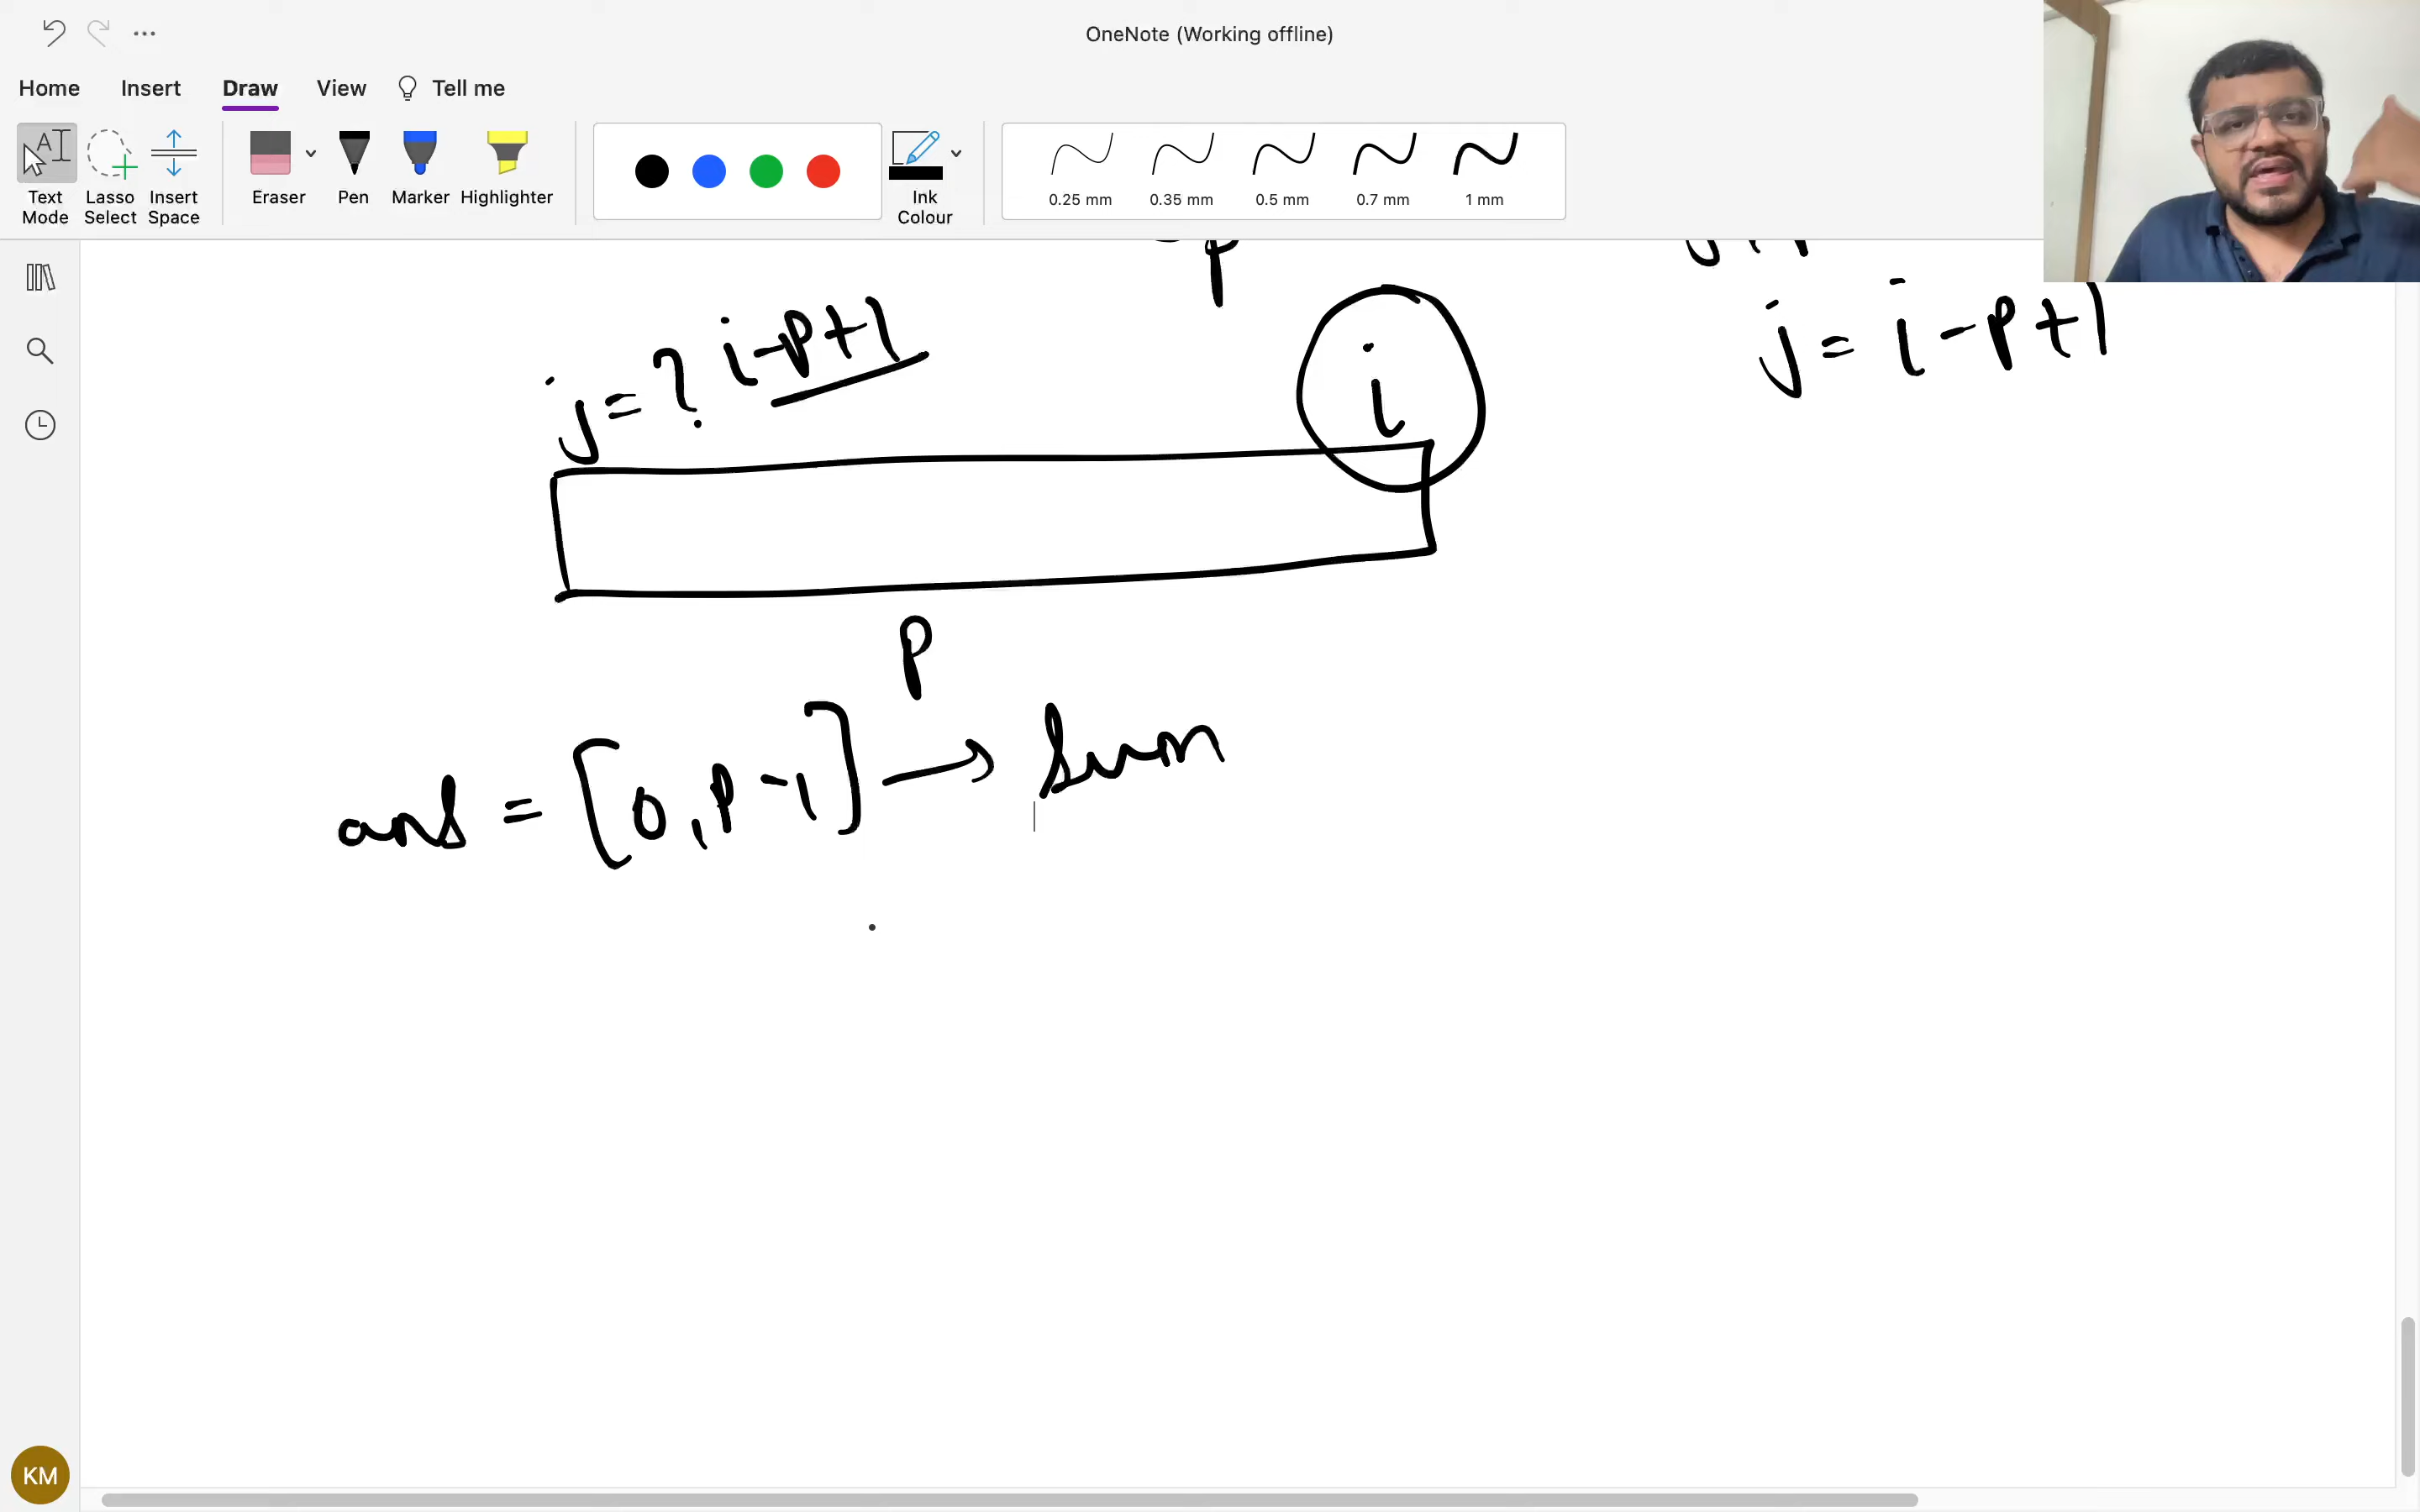 OneNote (Working offline)
Home Insert Draw View Tell me
Text Mode
Lasso Select
Insert Space
Eraser
Pen
Marker
Highlighter
Ink Colour
0.25 mm
0.35 mm
0.5 mm
0.7 mm
1 mm
p
j = ? i-p+1
i
j = i-p+1
p
ans = [0,p-1] → sum
KM